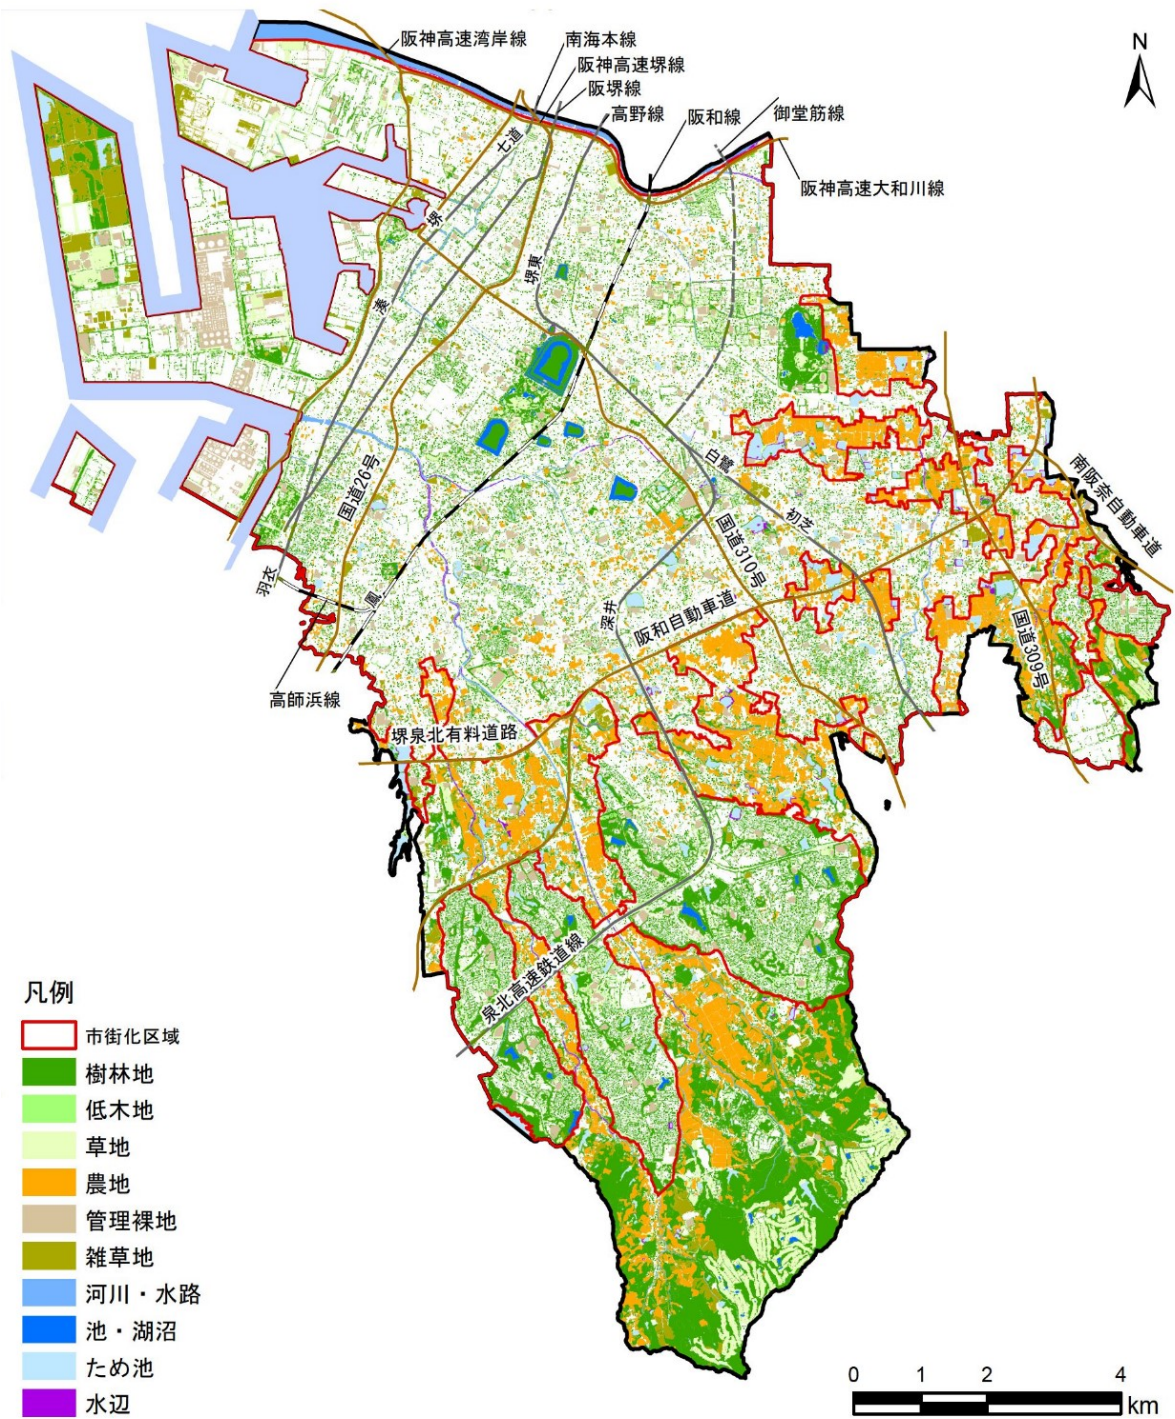 阪神高速湾岸線
南海本線
阪神高速堺線
阪堺線
高野線
阪和線
御堂筋線
阪神高速大和川線
N
七道
堺
堺東
湊
国道26号
白鷺
初芝
国道310号
南阪奈自動車道
羽衣
鳳
深井
阪和自動車道
国道309号
高師浜線
堺泉北有料道路
泉北高速鉄道線
凡例
市街化区域
樹林地
低木地
草地
農地
管理裸地
雑草地
河川・水路
池・湖沼
ため池
水辺
0 1 2 4
km